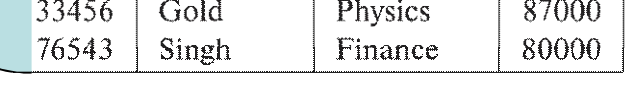 33456 Gold Physics 87000
76543 Singh Finance 80000